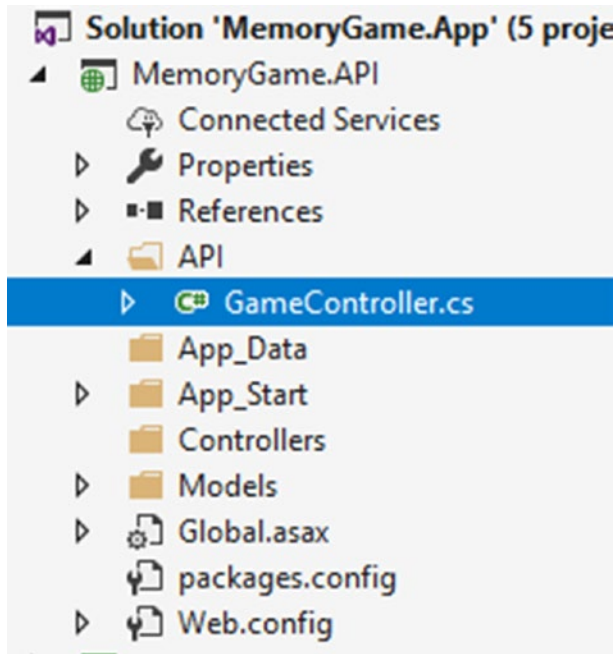 Solution 'MemoryGame.App' (5 proje
MemoryGame.API
Connected Services
Properties
References
API
C# GameController.cs
App_Data
App_Start
Controllers
Models
Global.asax
packages.config
Web.config